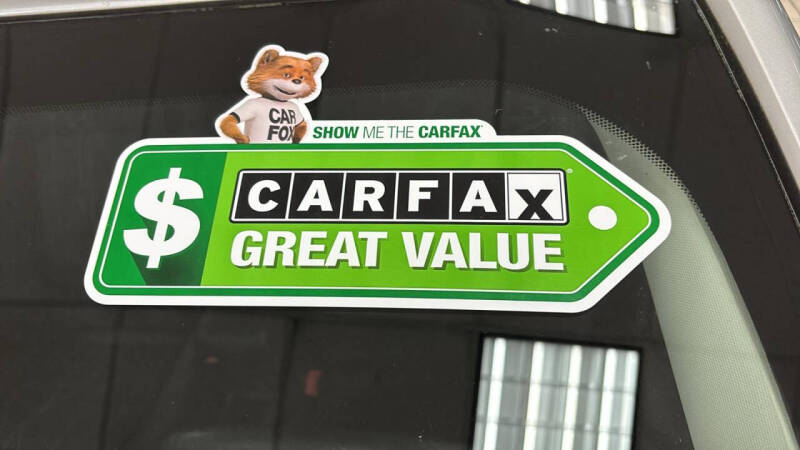 CAR
FOX
SHOW ME THE CARFAX
$
CARFAX
GREAT VALUE